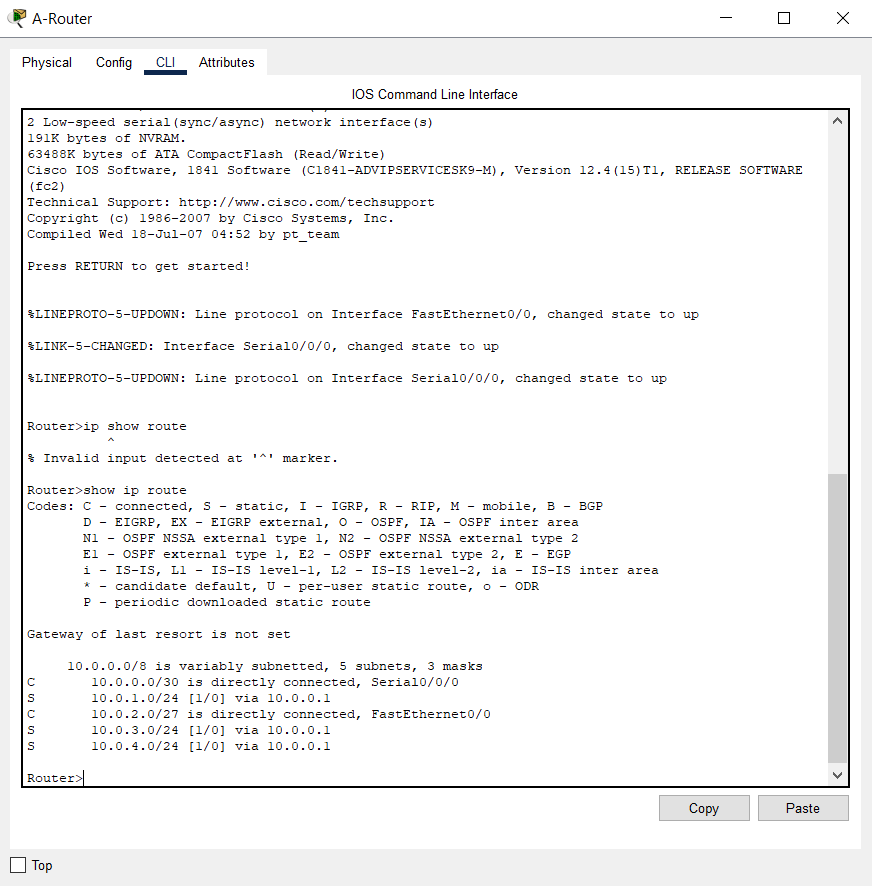 A-Router
Physical Config CLI Attributes
IOS Command Line Interface
2 Low-speed serial(sync/async) network interface(s)
191K bytes of NVRAM.
63488K bytes of ATA CompactFlash (Read/Write)
Cisco IOS Software, 1841 Software (C1841-ADVIPSERVICESK9-M), Version 12.4(15)T1, RELEASE SOFTWARE
(fc2)
Technical Support: http://www.cisco.com/techsupport
Copyright (c) 1986-2007 by Cisco Systems, Inc.
Compiled Wed 18-Jul-07 04:52 by pt_team
Press RETURN to get started!
%LINEPROTO-5-UPDOWN: Line protocol on Interface FastEthernet0/0, changed state to up
%LINK-5-CHANGED: Interface Serial0/0/0, changed state to up
%LINEPROTO-5-UPDOWN: Line protocol on Interface Serial0/0/0, changed state to up
Router>ip show route
^
% Invalid input detected at '^' marker.
Router>show ip route
Codes: C - connected, S - static, I - IGRP, R - RIP, M - mobile, B - BGP
D - EIGRP, EX - EIGRP external, O - OSPF, IA - OSPF inter area
N1 - OSPF NSSA external type 1, N2 - OSPF NSSA external type 2
E1 - OSPF external type 1, E2 - OSPF external type 2, E - EGP
i - IS-IS, L1 - IS-IS level-1, L2 - IS-IS level-2, ia - IS-IS inter area
* - candidate default, U - per-user static route, o - ODR
P - periodic downloaded static route
Gateway of last resort is not set
10.0.0.0/8 is variably subnetted, 5 subnets, 3 masks
C 10.0.0.0/30 is directly connected, Serial0/0/0
S 10.0.1.0/24 [1/0] via 10.0.0.1
C 10.0.2.0/27 is directly connected, FastEthernet0/0
S 10.0.3.0/24 [1/0] via 10.0.0.1
S 10.0.4.0/24 [1/0] via 10.0.0.1
Router>
Copy Paste
Top